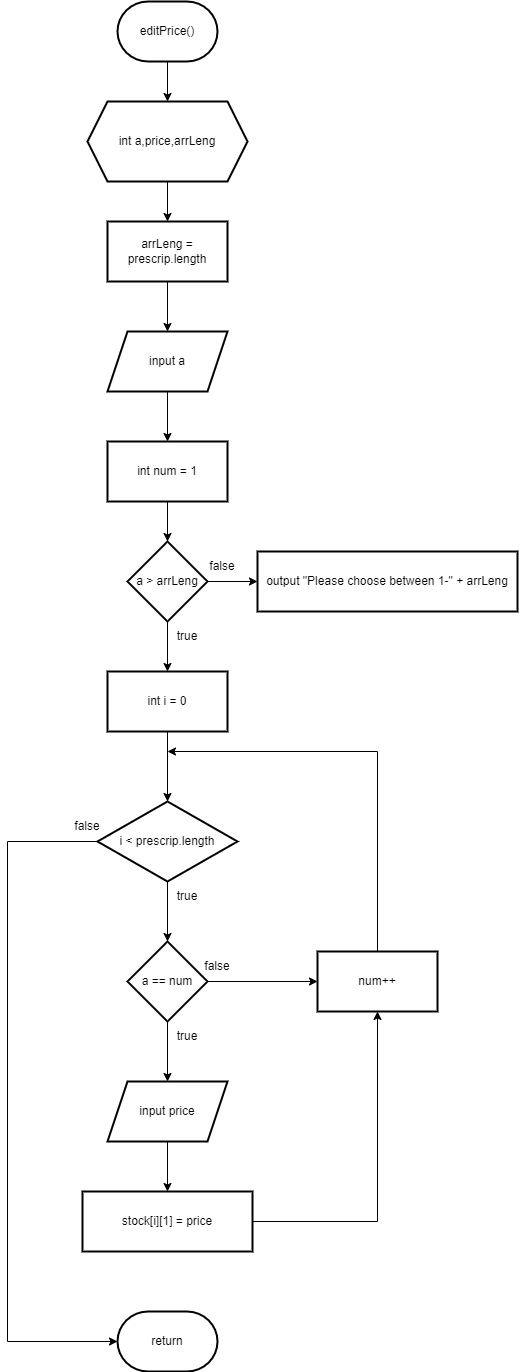 editPrice()
int a,price,arrLeng
arrLeng =
prescrip.length
input a
int num = 1
a > arrLeng
false
output "Please choose between 1-" + arrLeng
true
int i = 0
false
i < prescrip.length
true
a == num
false
num++
true
input price
stock[i][1] = price
return